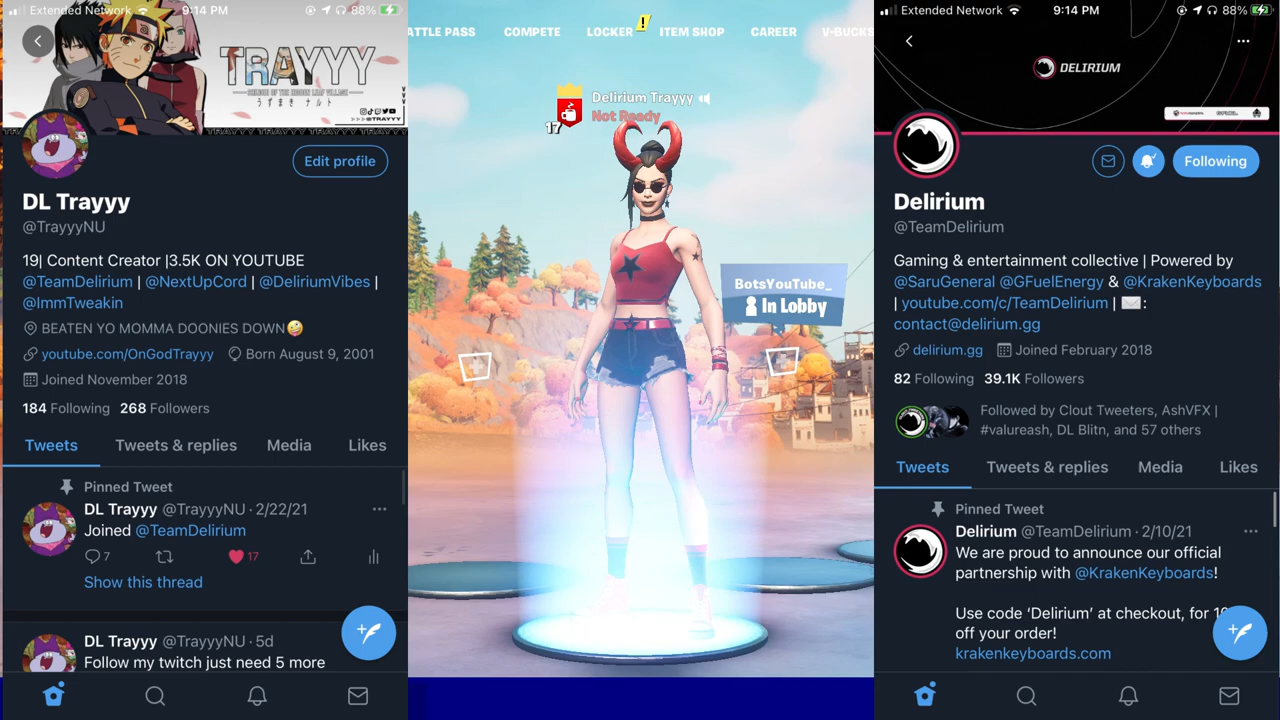 Extended Network
9:14 PM
88%
TRAYYY
うずまき ナルト
@TRAYYY
Edit profile
DL Trayyy
@TrayyyNU
19| Content Creator |3.5K ON YOUTUBE
@TeamDelirium | @NextUpCord | @DeliriumVibes |
@ImmTweakin
BEATEN YO MOMMA DOONIES DOWN🤪
youtube.com/OnGodTrayyy
Born August 9, 2001
Joined November 2018
184 Following 268 Followers
Tweets
Tweets & replies
Media
Likes
Pinned Tweet
DL Trayyy @TrayyyNU · 2/22/21
Joined @TeamDelirium
7
17
Show this thread
DL Trayyy @TrayyyNU · 5d
Follow my twitch just need 5 more
ATTLE PASS
COMPETE
LOCKER
!
ITEM SHOP
CAREER
V-BUCKS
Delirium Trayyy
Not Ready
17
BotsYouTube_
In Lobby
Extended Network
9:14 PM
88%
DELIRIUM
Following
Delirium
@TeamDelirium
Gaming & entertainment collective | Powered by
@SaruGeneral @GFuelEnergy & @KrakenKeyboards
| youtube.com/c/TeamDelirium | ✉️:
contact@delirium.gg
delirium.gg
Joined February 2018
82 Following 39.1K Followers
Followed by Clout Tweeters, AshVFX |
#valureash, DL Blitn, and 57 others
Tweets
Tweets & replies
Media
Likes
Pinned Tweet
Delirium @TeamDelirium · 2/10/21
We are proud to announce our official
partnership with @KrakenKeyboards!
Use code ‘Delirium’ at checkout, for
off your order!
krakenkeyboards.com